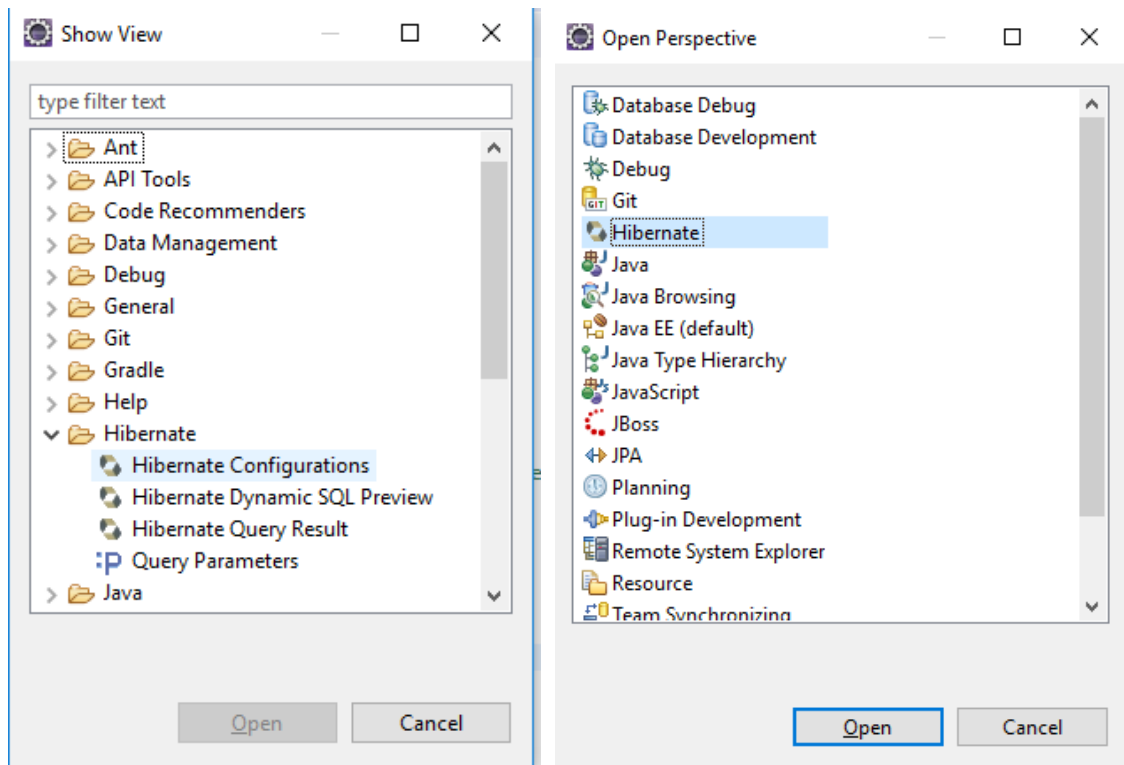 Show View
type filter text
Ant
API Tools
Code Recommenders
Data Management
Debug
General
Git
Gradle
Help
Hibernate
Hibernate Configurations
Hibernate Dynamic SQL Preview
Hibernate Query Result
:P Query Parameters
Java
Open
Cancel
Open Perspective
Database Debug
Database Development
Debug
GIT Git
Hibernate
Java
Java Browsing
Java EE (default)
Java Type Hierarchy
JavaScript
JBoss
JPA
Planning
Plug-in Development
Remote System Explorer
Resource
Team Synchronizing
Open
Cancel